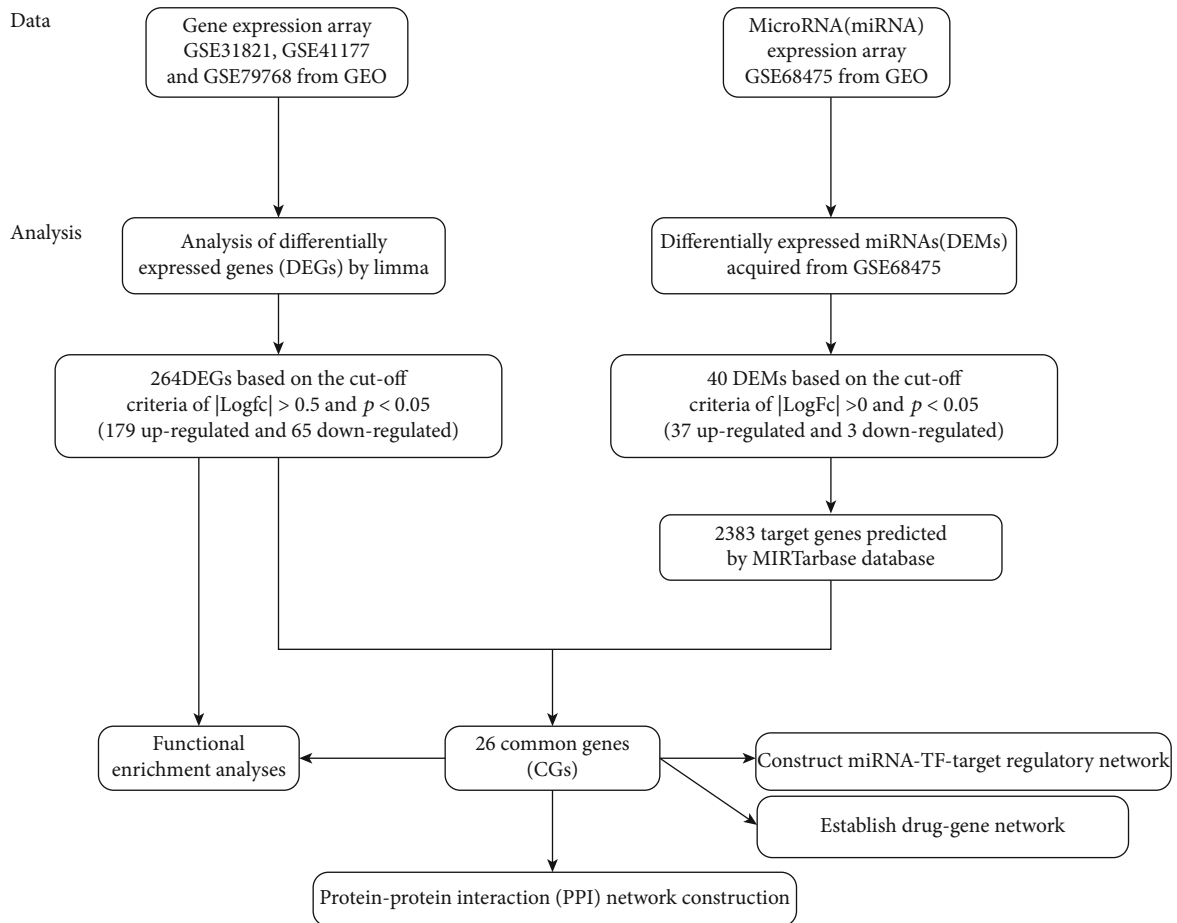 Data
Gene expression array
GSE31821, GSE41177
and GSE79768 from GEO
MicroRNA(miRNA)
expression array
GSE68475 from GEO
Analysis
Analysis of differentially
expressed genes (DEGs) by limma
Differentially expressed miRNAs(DEMs)
acquired from GSE68475
264DEGs based on the cut-off
criteria of |Logfc| > 0.5 and p < 0.05
(179 up-regulated and 65 down-regulated)
40 DEMs based on the cut-off
criteria of |LogFc| >0 and p < 0.05
(37 up-regulated and 3 down-regulated)
2383 target genes predicted
by MIRTarbase database
Functional
enrichment analyses
26 common genes
(CGs)
Construct miRNA-TF-target regulatory network
Establish drug-gene network
Protein-protein interaction (PPI) network construction